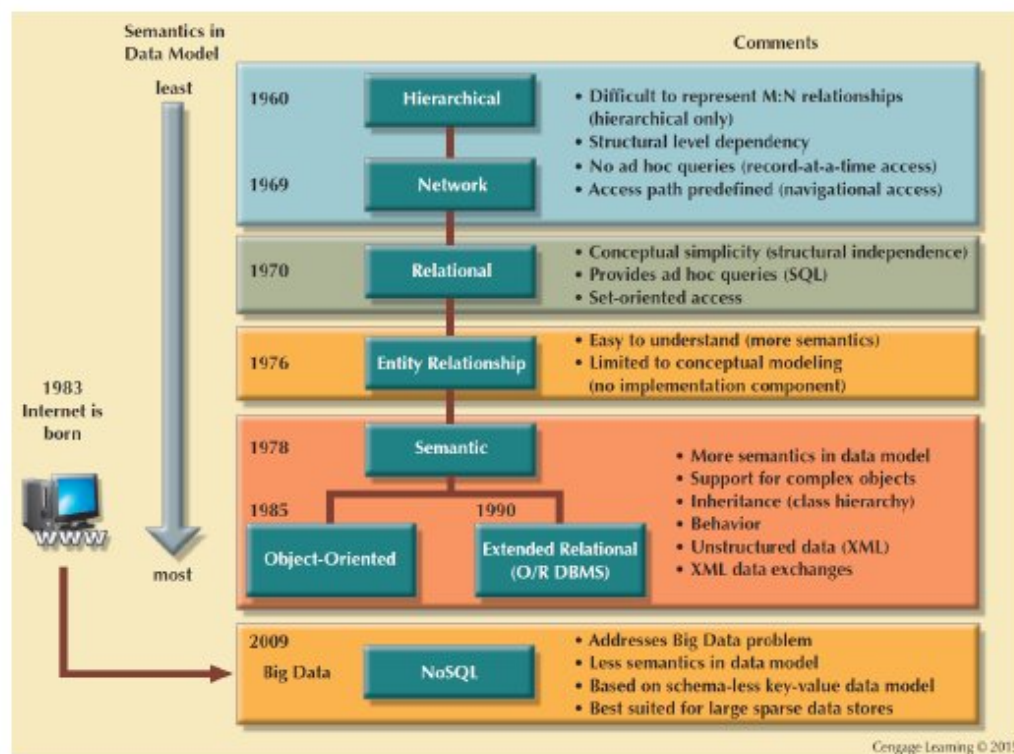 Semantics in
Data Model
Comments
least
1960
Hierarchical
• Difficult to represent M:N relationships
(hierarchical only)
• Structural level dependency
• No ad hoc queries (record-at-a-time access)
• Access path predefined (navigational access)
1969
Network
1970
Relational
• Conceptual simplicity (structural independence)
• Provides ad hoc queries (SQL)
• Set-oriented access
1976
Entity Relationship
• Easy to understand (more semantics)
• Limited to conceptual modeling
(no implementation component)
1983
Internet is
born
WWW
most
1978
Semantic
1985
Object-Oriented
1990
Extended Relational
(O/R DBMS)
• More semantics in data model
• Support for complex objects
• Inheritance (class hierarchy)
• Behavior
• Unstructured data (XML)
• XML data exchanges
2009
Big Data
NoSQL
• Addresses Big Data problem
• Less semantics in data model
• Based on schema-less key-value data model
• Best suited for large sparse data stores
Cengage Learning © 2015